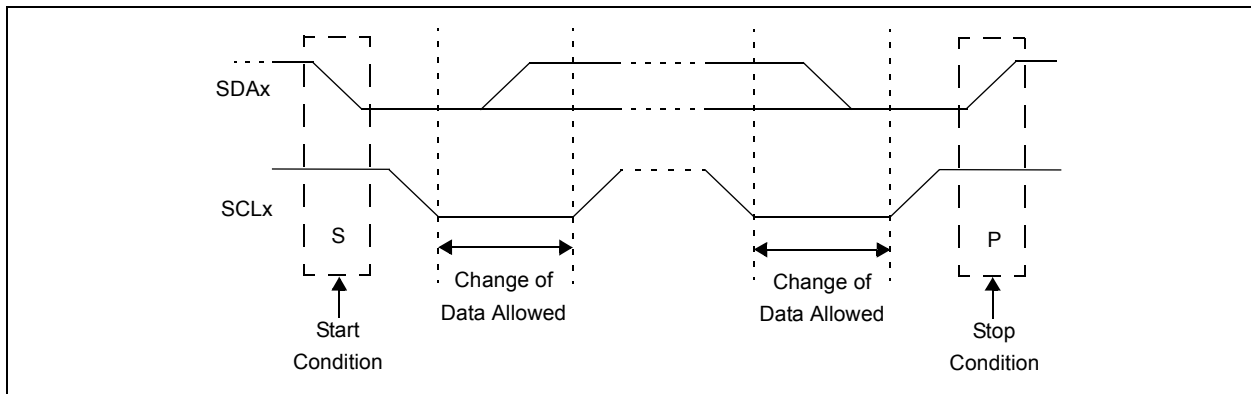 SDAx
SCLx
S
P
Change of
Data Allowed
Change of
Data Allowed
Start
Condition
Stop
Condition